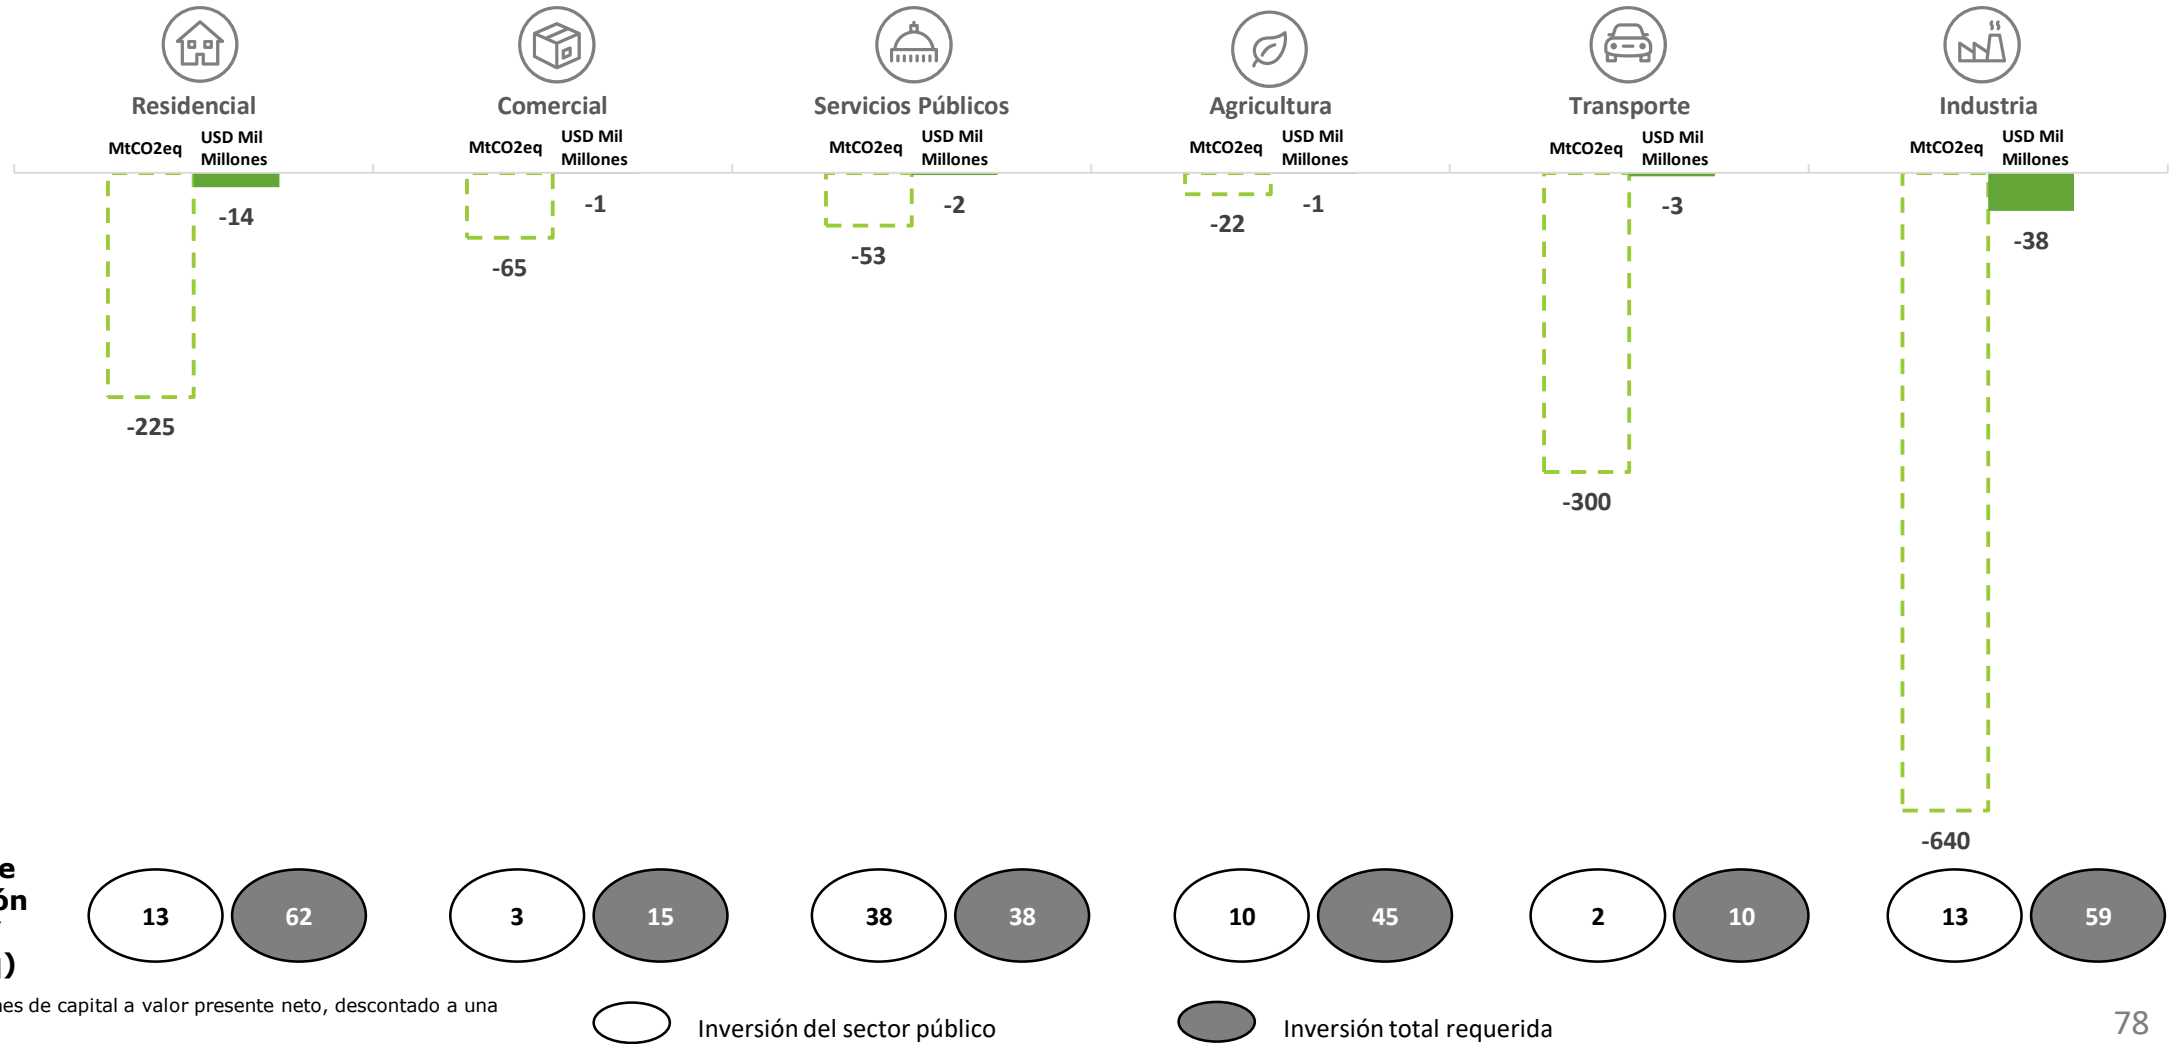 Residencial
Comercial
Servicios Públicos
Agricultura
Transporte
Industria
MtCO2eq
USD Mil
Millones
MtCO2eq
USD Mil
Millones
MtCO2eq
USD Mil
Millones
MtCO2eq
USD Mil
Millones
MtCO2eq
USD Mil
Millones
MtCO2eq
USD Mil
Millones
-225
-14
-65
-1
-53
-2
-22
-1
-300
-3
-640
-38
13
62
3
15
38
38
10
45
2
10
13
59
de capital a valor presente neto, descontado a una
Inversión del sector público
Inversión total requerida
78